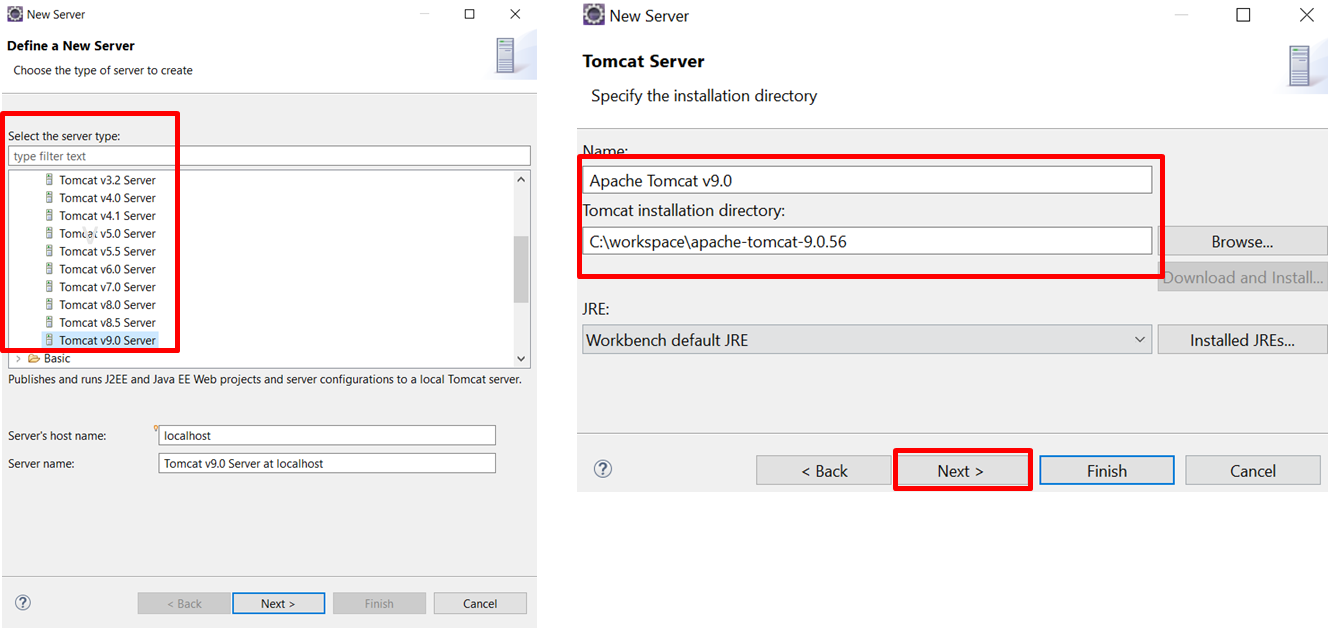 New Server
Define a New Server
Choose the type of server to create
Select the server type:
type filter text
Tomcat v3.2 Server
Tomcat v4.0 Server
Tomcat v4.1 Server
Tomcat v5.0 Server
Tomcat v5.5 Server
Tomcat v6.0 Server
Tomcat v7.0 Server
Tomcat v8.0 Server
Tomcat v8.5 Server
Tomcat v9.0 Server
Basic
Publishes and runs J2EE and Java EE Web projects and server configurations to a local Tomcat server.
Server's host name: localhost
Server name: Tomcat v9.0 Server at localhost
< Back Next > Finish Cancel
New Server
Tomcat Server
Specify the installation directory
Name:
Apache Tomcat v9.0
Tomcat installation directory:
C:\workspace\apache-tomcat-9.0.56 Browse...
Download and Install...
JRE:
Workbench default JRE Installed JREs...
< Back Next > Finish Cancel